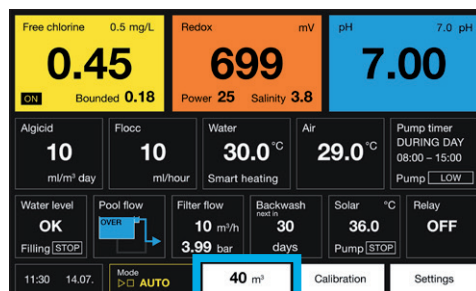 Free chlorine 0.5 mg/L
0.45
ON Bounded 0.18
Redox mV
699
Power 25 Salinity 3.8
pH 7.0 pH
7.00
Algicid
10
ml/m³ day
Flocc
10
ml/hour
Water
30.0 °C
Smart heating
Air
29.0 °C
Pump timer
DURING DAY
08:00 – 15:00
Pump LOW
Water level
OK
Filling STOP
Pool flow
OVER
Filter flow
10 m³/h
3.99 bar
Backwash
next in
30
days
Solar °C
36.0
Pump STOP
Relay
OFF
11:30 14.07.
Mode
AUTO
40 m³
Calibration
Settings